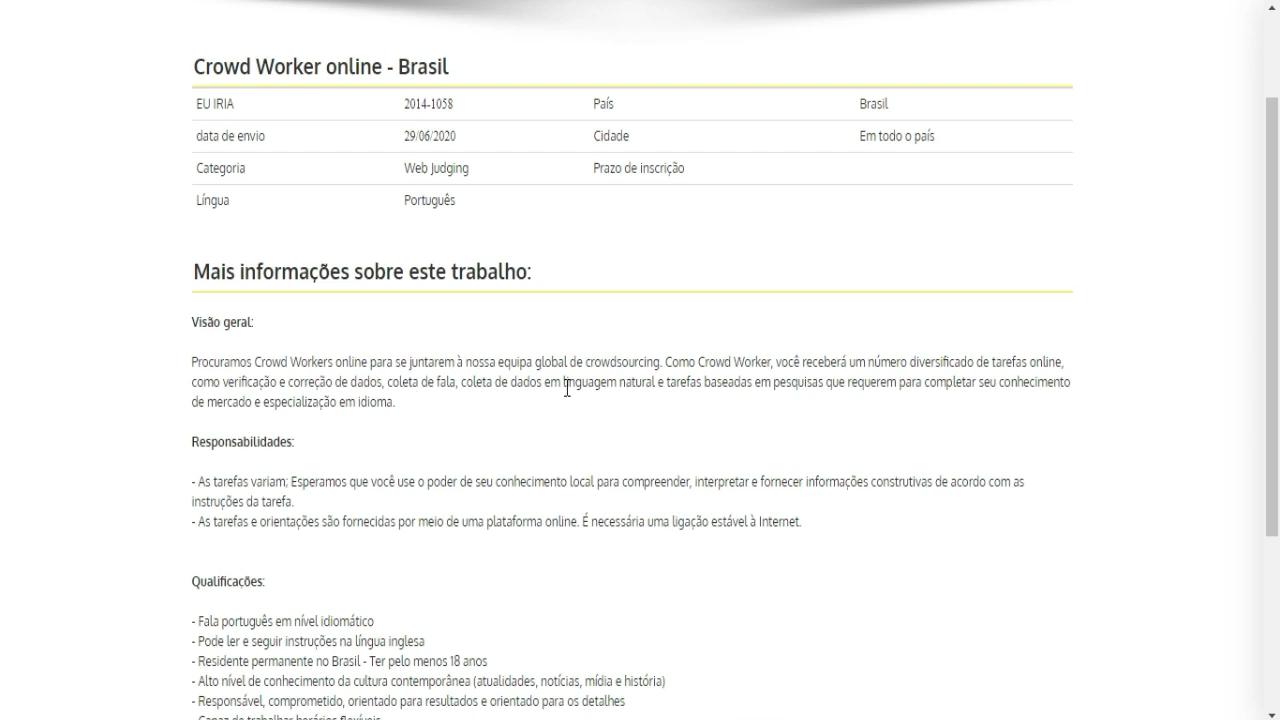 Crowd Worker online - Brasil
EU IRIA 2014-1058 País Brasil
data de envio 29/06/2020 Cidade Em todo o país
Categoria Web Judging Prazo de inscrição
Língua Português
Mais informações sobre este trabalho:
Visão geral:
Procuramos Crowd Workers online para se juntarem à nossa equipa global de crowdsourcing. Como Crowd Worker, você receberá um número diversificado de tarefas online,
como verificação e correção de dados, coleta de fala, coleta de dados em linguagem natural e tarefas baseadas em pesquisas que requerem para completar seu conhecimento
de mercado e especialização em idioma.
Responsabilidades:
- As tarefas variam; Esperamos que você use o poder de seu conhecimento local para compreender, interpretar e fornecer informações construtivas de acordo com as
instruções da tarefa.
- As tarefas e orientações são fornecidas por meio de uma plataforma online. É necessária uma ligação estável à Internet.
Qualificações:
- Fala português em nível idiomático
- Pode ler e seguir instruções na língua inglesa
- Residente permanente no Brasil - Ter pelo menos 18 anos
- Alto nível de conhecimento da cultura contemporânea (atualidades, notícias, mídia e história)
- Responsável, comprometido, orientado para resultados e orientado para os detalhes
- Capaz de trabalhar horários flexíveis